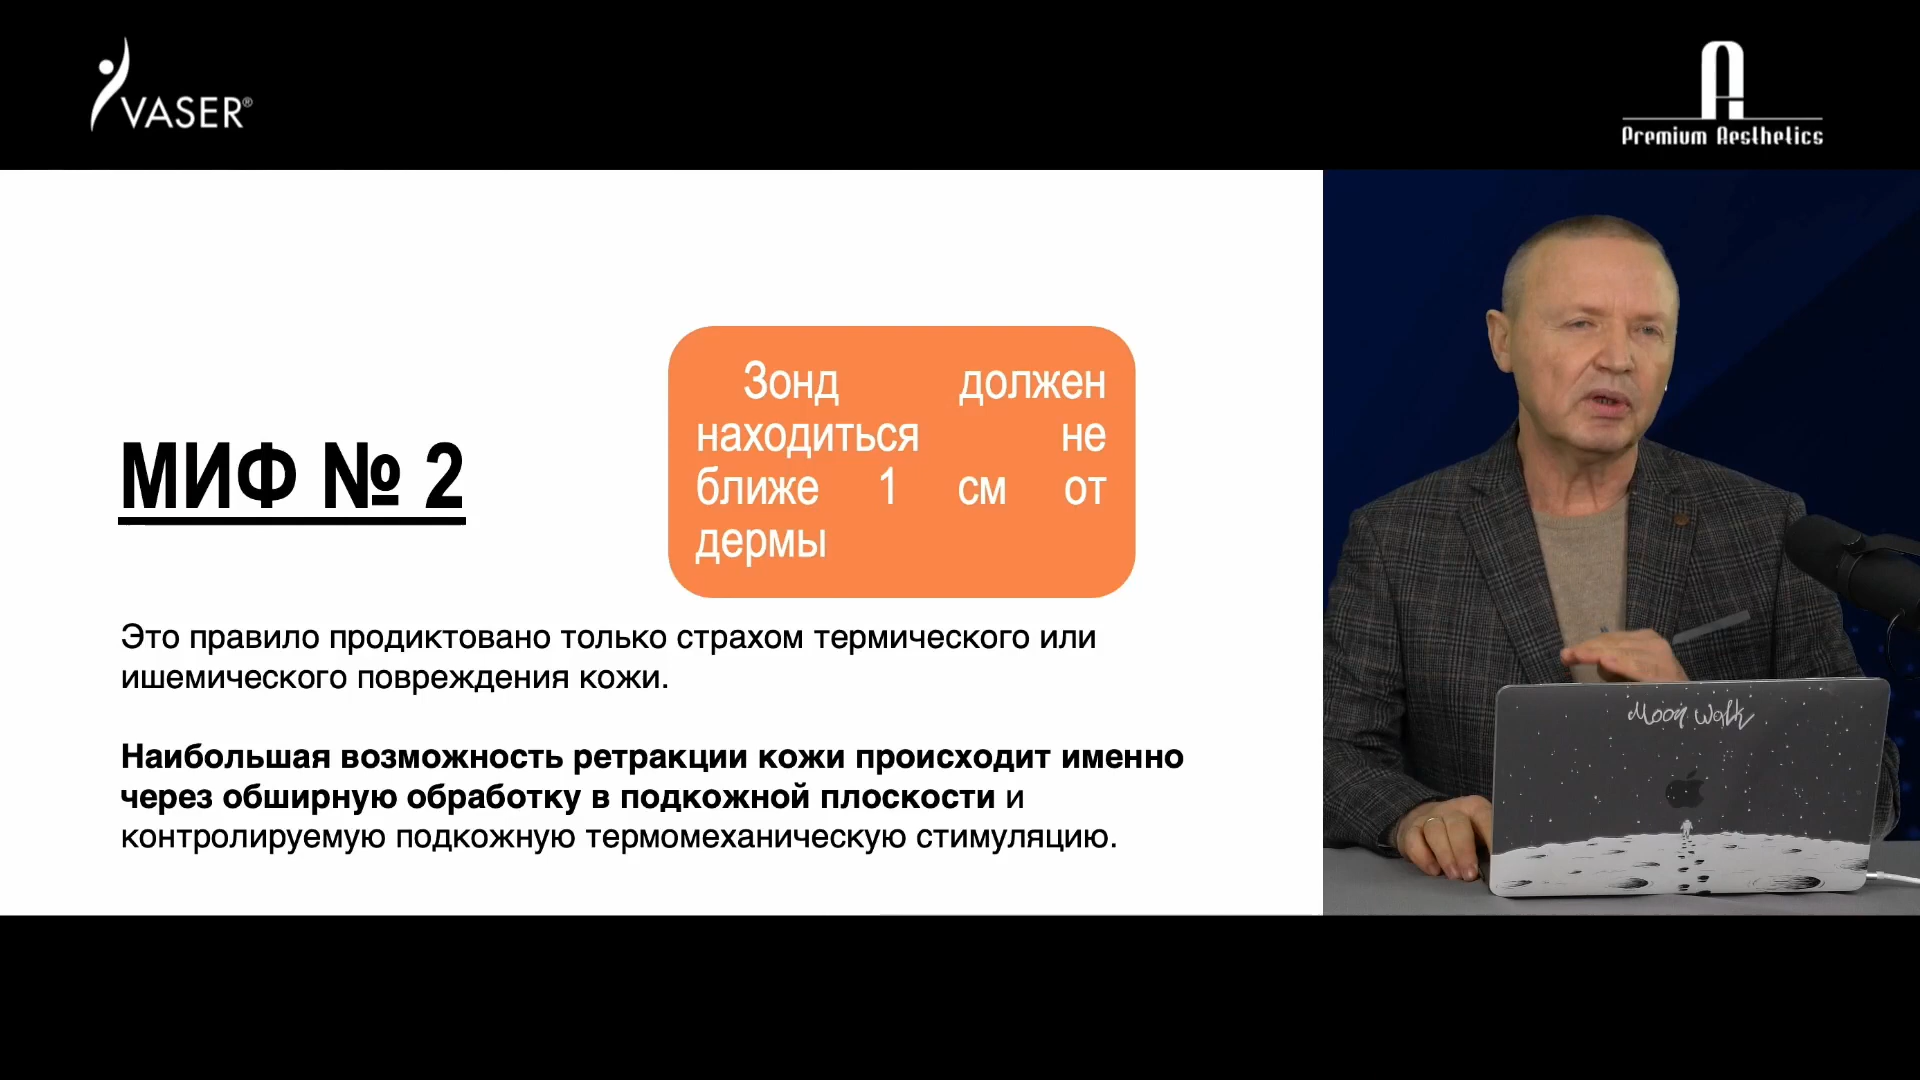 VASER®
Premium Aesthetics
МИФ № 2
Зонд должен
находиться не
ближе 1 см от
дермы
Это правило продиктовано только страхом термического или
ишемического повреждения кожи.
Наибольшая возможность ретракции кожи происходит именно
через обширную обработку в подкожной плоскости и
контролируемую подкожную термомеханическую стимуляцию.
Moon Walk